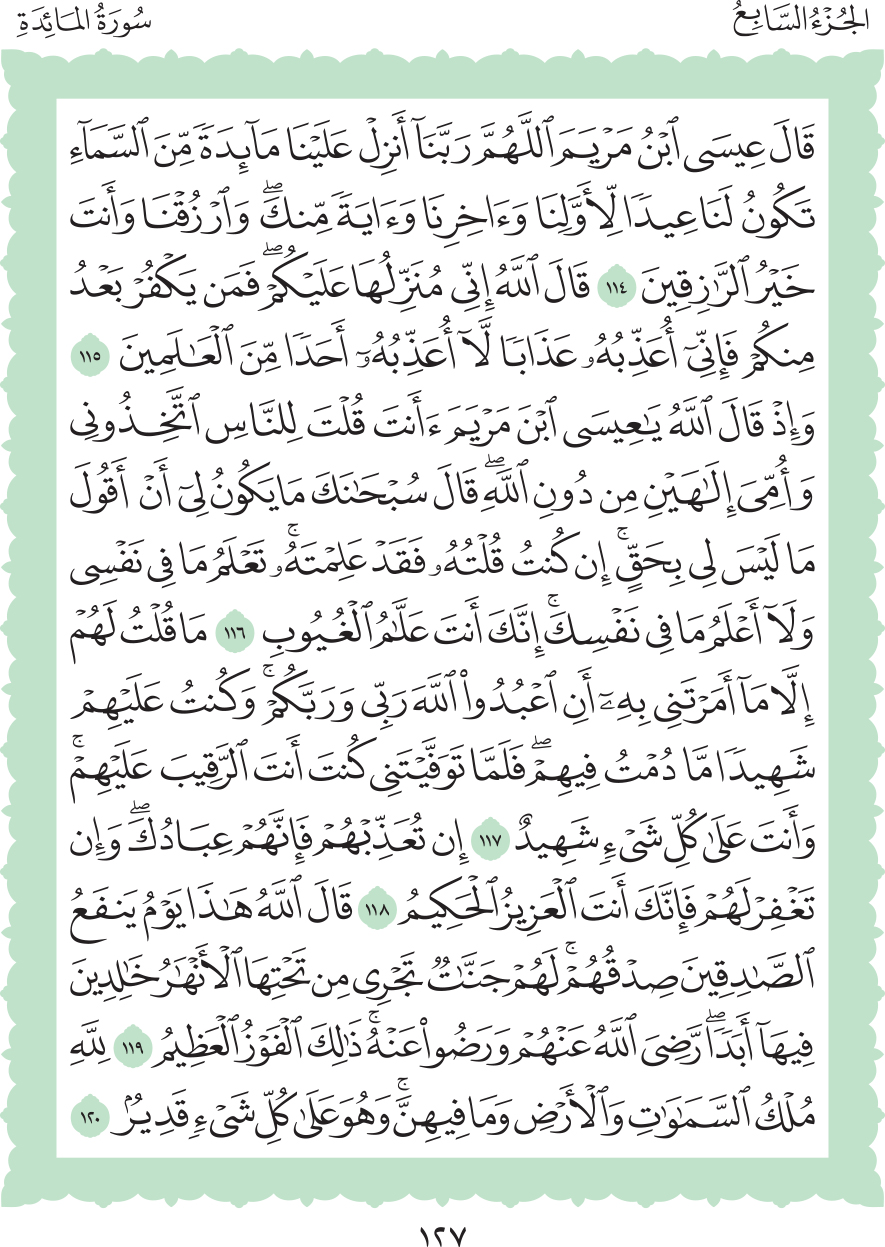 الجُزْءُ السَّابِعُ
سُورَةُ المَائِدَةِ
قَالَ عِيسَى ٱبۡنُ مَرۡيَمَ ٱللَّهُمَّ رَبَّنَآ أَنزِلۡ عَلَيۡنَا مَآئِدَةٗ مِّنَ ٱلسَّمَآءِ
تَكُونُ لَنَا عِيدٗا لِّأَوَّلِنَا وَءَاخِرِنَا وَءَايَةٗ مِّنكَۖ وَٱرۡزُقۡنَا وَأَنتَ
خَيۡرُ ٱلرَّٰزِقِينَ ١١٤ قَالَ ٱللَّهُ إِنِّي مُنَزِّلُهَا عَلَيۡكُمۡۖ فَمَن يَكۡفُرۡ بَعۡدُ
مِنكُمۡ فَإِنِّيٓ أُعَذِّبُهُۥ عَذَابٗا لَّآ أُعَذِّبُهُۥٓ أَحَدٗا مِّنَ ٱلۡعَٰلَمِينَ ١١٥
وَإِذۡ قَالَ ٱللَّهُ يَٰعِيسَى ٱبۡنَ مَرۡيَمَ ءَأَنتَ قُلۡتَ لِلنَّاسِ ٱتَّخِذُونِي
وَأُمِّيَ إِلَٰهَيۡنِ مِن دُونِ ٱللَّهِۖ قَالَ سُبۡحَٰنَكَ مَا يَكُونُ لِيٓ أَنۡ أَقُولَ
مَا لَيۡسَ لِي بِحَقٍّۚ إِن كُنتُ قُلۡتُهُۥ فَقَدۡ عَلِمۡتَهُۥۚ تَعۡلَمُ مَا فِي نَفۡسِي
وَلَآ أَعۡلَمُ مَا فِي نَفۡسِكَۚ إِنَّكَ أَنتَ عَلَّٰمُ ٱلۡغُيُوبِ ١١٦ مَا قُلۡتُ لَهُمۡ
إِلَّا مَآ أَمَرۡتَنِي بِهِۦٓ أَنِ ٱعۡبُدُواْ ٱللَّهَ رَبِّي وَرَبَّكُمۡۚ وَكُنتُ عَلَيۡهِمۡ
شَهِيدٗا مَّا دُمۡتُ فِيهِمۡۖ فَلَمَّا تَوَفَّيۡتَنِي كُنتَ أَنتَ ٱلرَّقِيبَ عَلَيۡهِمۡۚ
وَأَنتَ عَلَىٰ كُلِّ شَيۡءٖ شَهِيدٌ ١١٧ إِن تُعَذِّبۡهُمۡ فَإِنَّهُمۡ عِبَادُكَۖ وَإِن
تَغۡفِرۡ لَهُمۡ فَإِنَّكَ أَنتَ ٱلۡعَزِيزُ ٱلۡحَكِيمُ ١١٨ قَالَ ٱللَّهُ هَٰذَا يَوۡمُ يَنفَعُ
ٱلصَّٰدِقِينَ صِدۡقُهُمۡۚ لَهُمۡ جَنَّٰتٞ تَجۡرِي مِن تَحۡتِهَا ٱلۡأَنۡهَٰرُ خَٰلِدِينَ
فِيهَآ أَبَدٗاۖ رَّضِيَ ٱللَّهُ عَنۡهُمۡ وَرَضُواْ عَنۡهُۚ ذَٰلِكَ ٱلۡفَوۡزُ ٱلۡعَظِيمُ ١١٩ لِلَّهِ
مُلۡكُ ٱلسَّمَٰوَٰتِ وَٱلۡأَرۡضِ وَمَا فِيهِنَّۚ وَهُوَ عَلَىٰ كُلِّ شَيۡءٖ قَدِيرُۢ ١٢٠
١٢٧